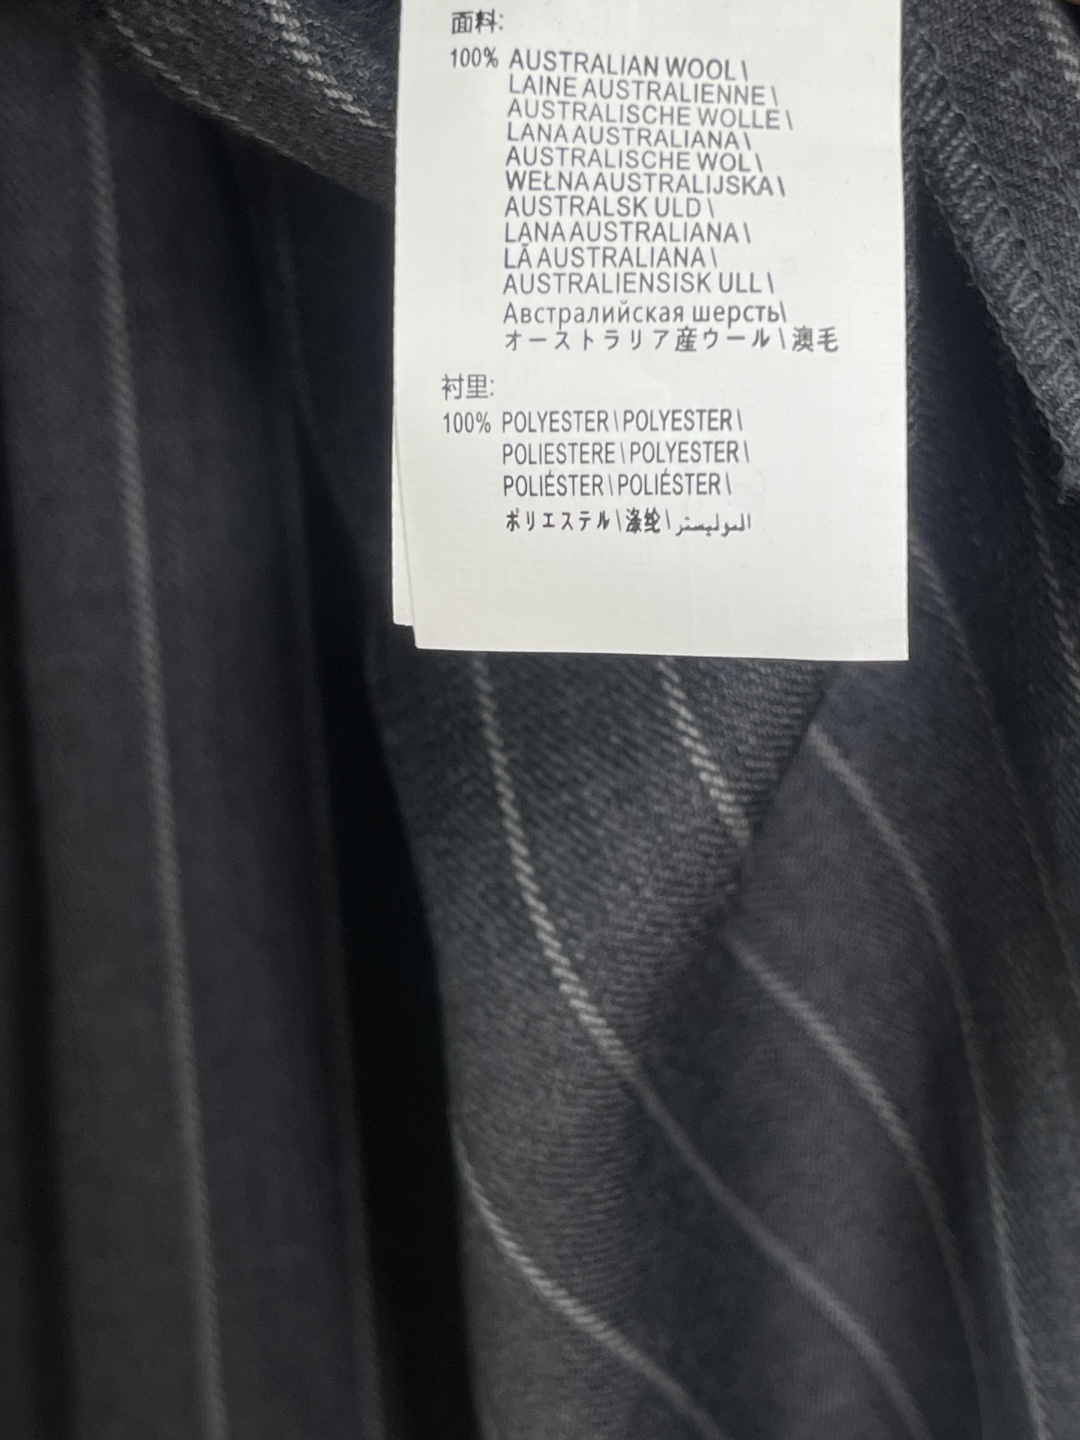 面料:
100% AUSTRALIAN WOOL\
LAINE AUSTRALIENNE\
AUSTRALISCHE WOLLE\
LANA AUSTRALIANA\
AUSTRALISCHE WOL\
WEŁNA AUSTRALIJSKA\
AUSTRALSK ULD\
LANA AUSTRALIANA\
LÃ AUSTRALIANA\
AUSTRALIENSISK ULL\
Австралийская шерсть\
オーストラリア産ウール\澳毛
衬里:
100% POLYESTER\POLYESTER\
POLIESTERE\POLYESTER\
POLIÉSTER\POLIÉSTER\
ポリエステル\涤纶\البوليستر